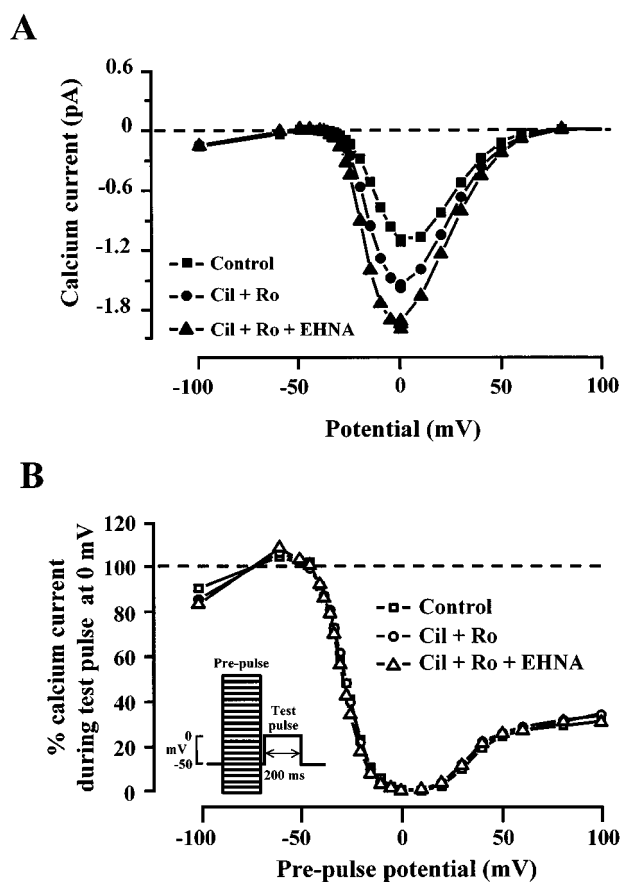 A
Calcium current (pA)
0.6
0
-0.6
-1.2
-1.8
Control
Cil + Ro
Cil + Ro + EHNA
-100
-50
0
50
100
Potential (mV)
B
% calcium current
during test pulse at 0 mV
120
100
80
60
40
20
0
Control
Cil + Ro
Cil + Ro + EHNA
Pre-pulse
Test
pulse
0
mV
-50
200 ms
-100
-50
0
50
100
Pre-pulse potential (mV)